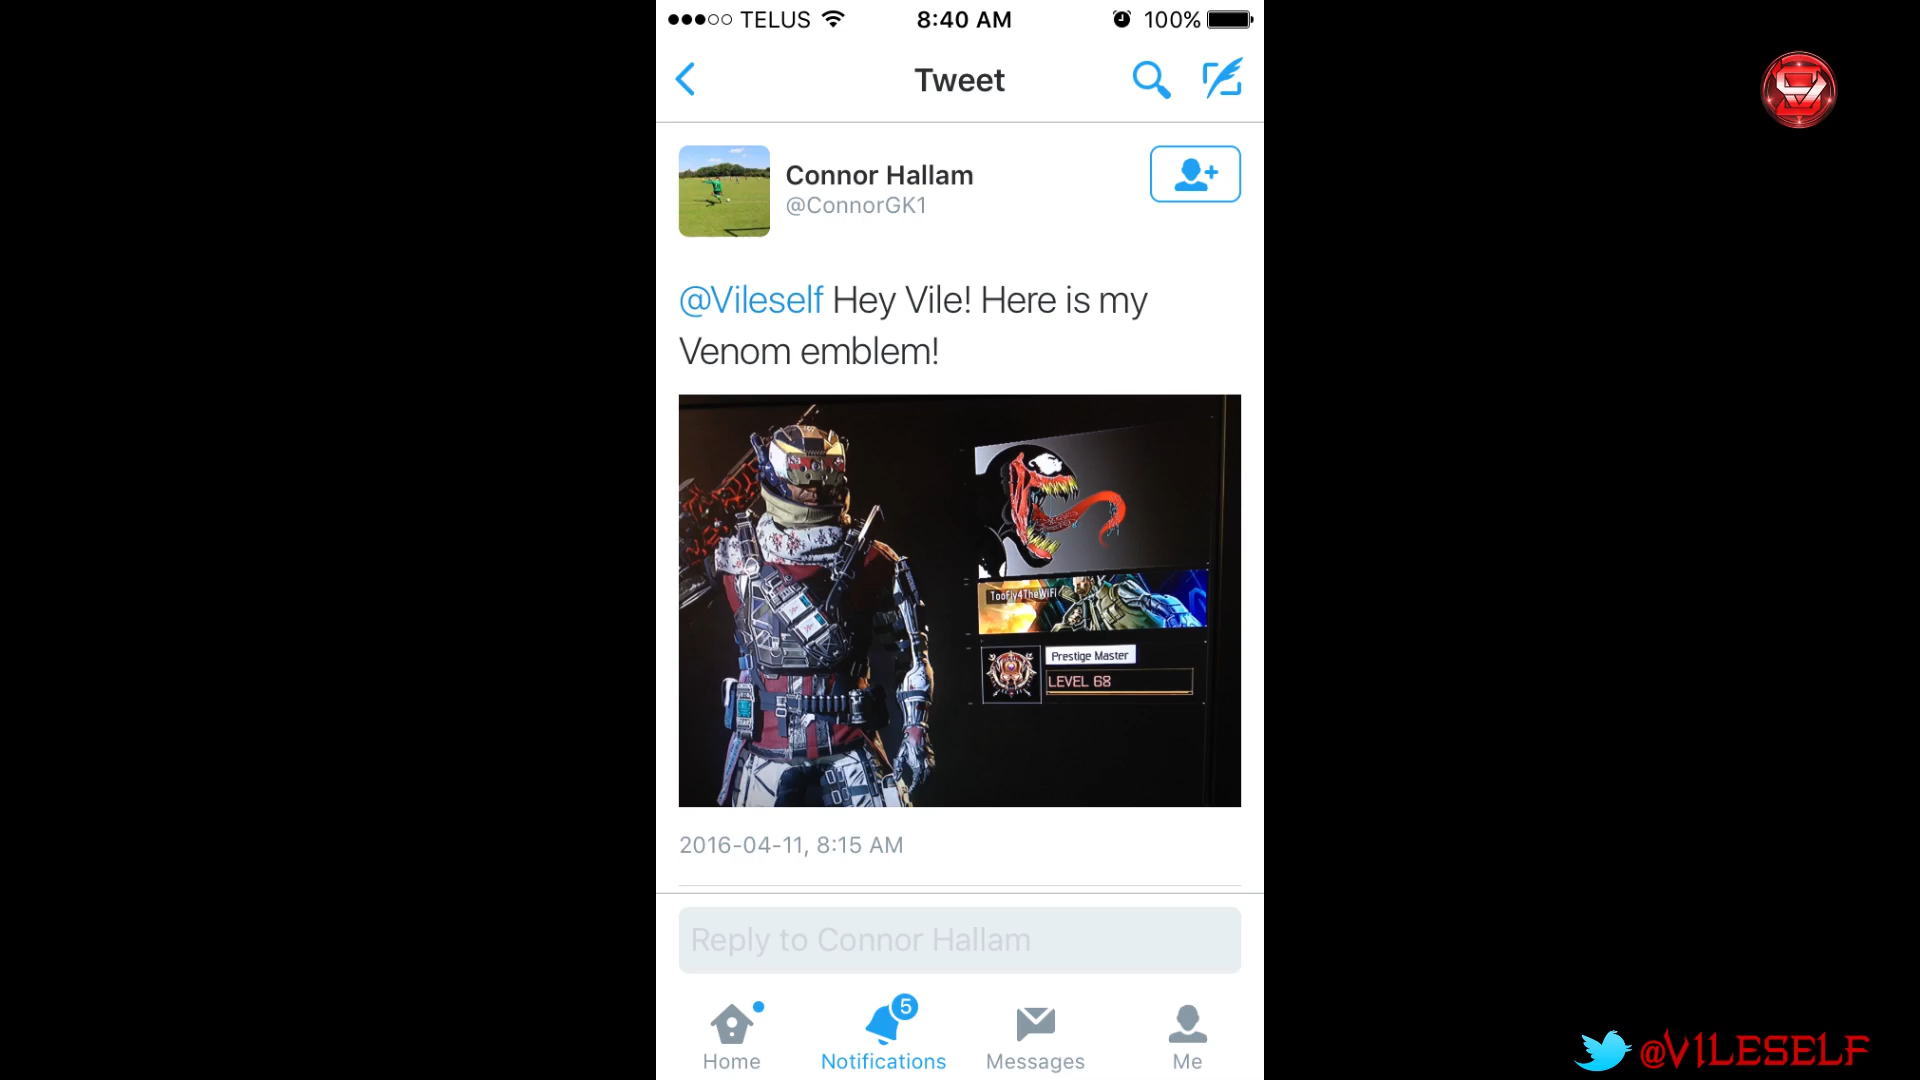 TELUS 8:40 AM 100%
Tweet
Connor Hallam
@ConnorGK1
@Vileself Hey Vile! Here is my
Venom emblem!
TooFly4TheWiFi
Prestige Master
LEVEL 68
2016-04-11, 8:15 AM
Reply to Connor Hallam
5
Home Notifications Messages Me
@V1LESELF